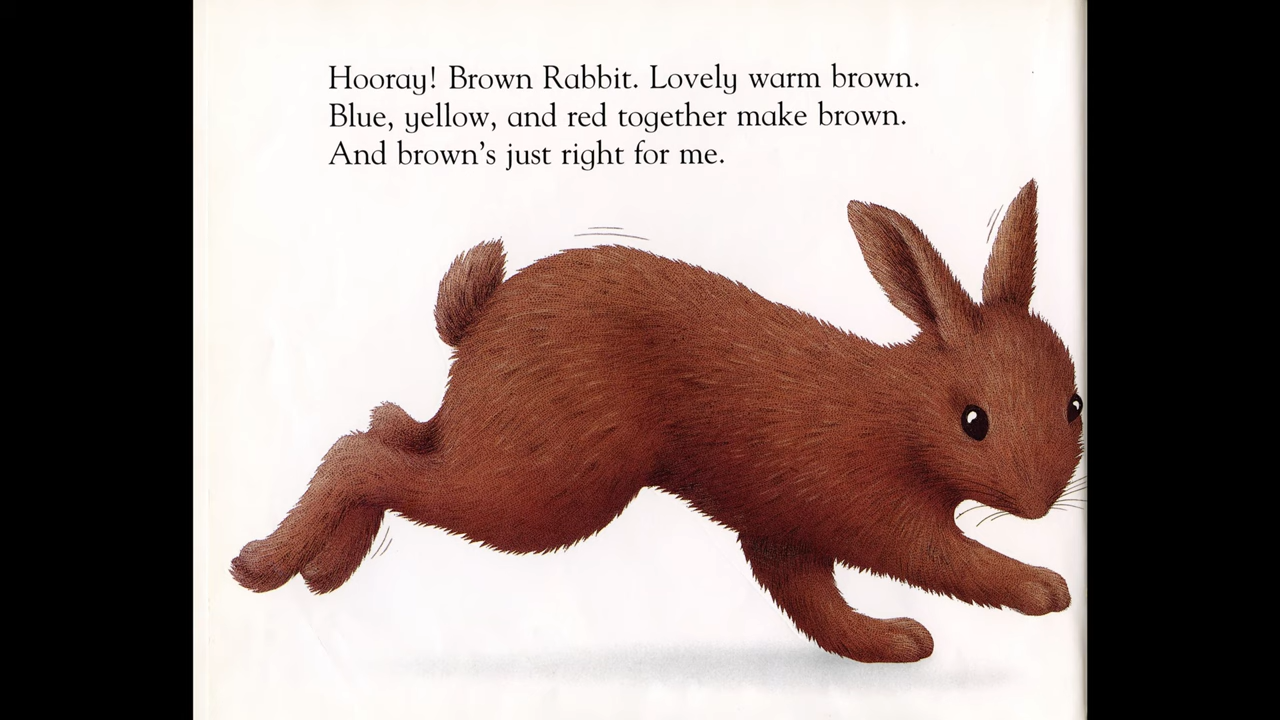 Hooray! Brown Rabbit. Lovely warm brown.
Blue, yellow, and red together make brown.
And brown's just right for me.